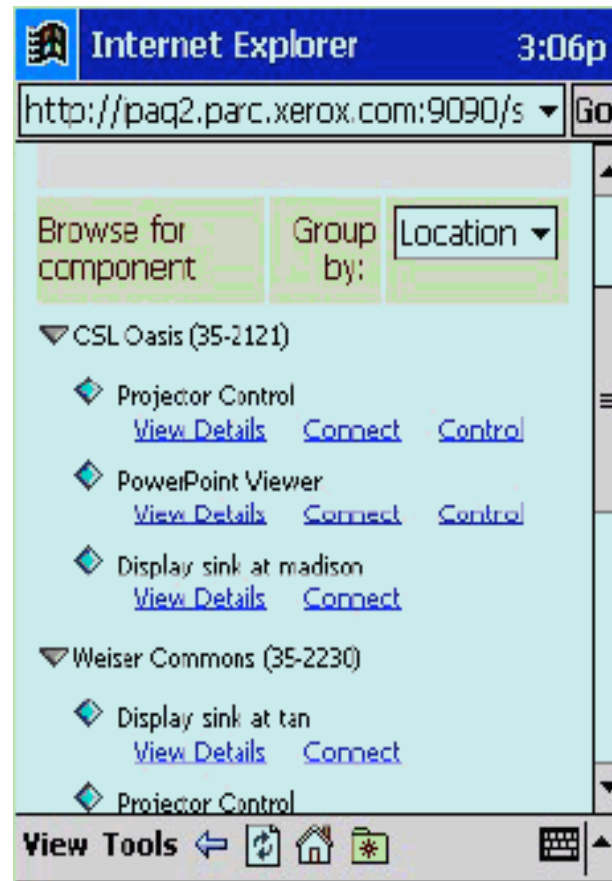 Internet Explorer 3:06p
http://ipaq2.parc.xerox.com:9090/s Go
Browse for component Group by: Location
CSL Oasis (35-2121)
Projector Control
View Details Connect Control
PowerPoint Viewer
View Details Connect Control
Display sink at madison
View Details Connect
Weiser Commons (35-2230)
Display sink at tan
View Details Connect
Projector Control
View Tools